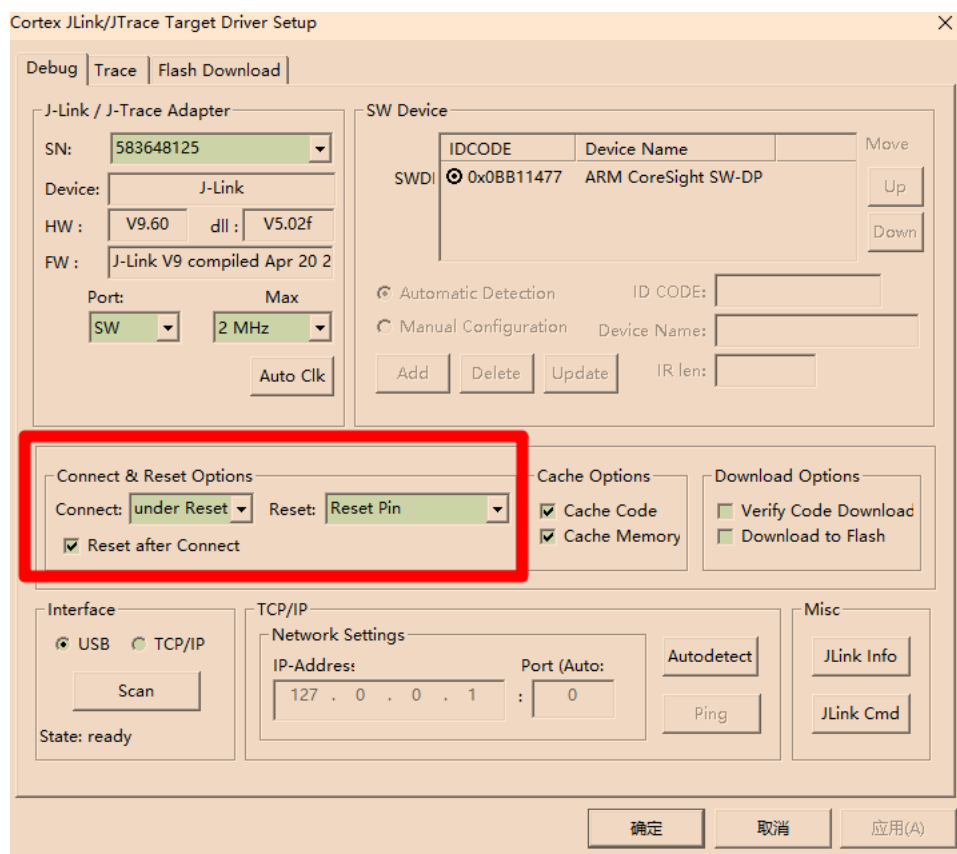 Cortex JLink/JTrace Target Driver Setup
Debug Trace Flash Download
J-Link / J-Trace Adapter
SN: 583648125
Device: J-Link
HW : V9.60 dll : V5.02f
FW : J-Link V9 compiled Apr 20 2
Port: Max
SW 2 MHz
Auto Clk
SW Device
IDCODE Device Name Move
SWDI 0x0BB11477 ARM CoreSight SW-DP
Up
Down
Automatic Detection ID CODE:
Manual Configuration Device Name:
Add Delete Update IR len:
Connect & Reset Options
Connect: under Reset Reset: Reset Pin
Reset after Connect
Cache Options
Cache Code
Cache Memory
Download Options
Verify Code Download
Download to Flash
Interface
USB TCP/IP
Scan
State: ready
TCP/IP
Network Settings
IP-Address Port (Auto:
127 . 0 . 0 . 1 : 0
Autodetect
Ping
Misc
JLink Info
JLink Cmd
确定 取消 应用(A)